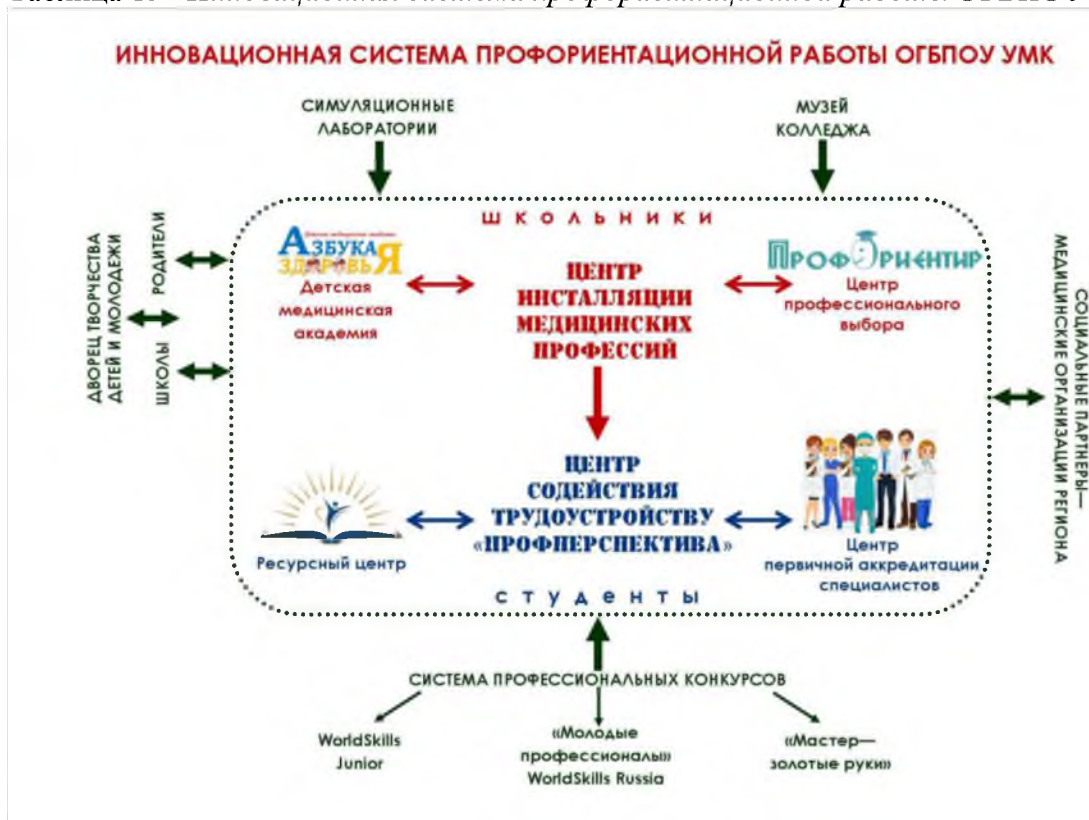 ИННОВАЦИОННАЯ СИСТЕМА ПРОФОРИЕНТАЦИОННОЙ РАБОТЫ ОГБПОУ УМК
СИМУЛЯЦИОННЫЕ
ЛАБОРАТОРИИ
МУЗЕЙ
КОЛЛЕДЖА
ШКОЛЬНИКИ
АЗБУКА
ЗДОРОВЬЯ
Детская
медицинская
академия
ЦЕНТР
ИНСТАЛЛЯЦИИ
МЕДИЦИНСКИХ
ПРОФЕССИЙ
ПРОФОРИЕНТИР
Центр
профессионального
выбора
ДВОРЕЦ ТВОРЧЕСТВА
ДЕТЕЙ И МОЛОДЕЖИ
ШКОЛЫ
РОДИТЕЛИ
СОЦИАЛЬНЫЕ ПАРТНЕРЫ—
МЕДИЦИНСКИЕ ОРГАНИЗАЦИИ РЕГИОНА
Ресурсный центр
ЦЕНТР
СОДЕЙСТВИЯ
ТРУДОУСТРОЙСТВУ
«ПРОФПЕРСПЕКТИВА»
Центр
первичной аккредитации
специалистов
студенты
СИСТЕМА ПРОФЕССИОНАЛЬНЫХ КОНКУРСОВ
WorldSkills
Junior
«Молодые
профессионалы»
WorldSkills Russia
«Мастер—
золотые руки»